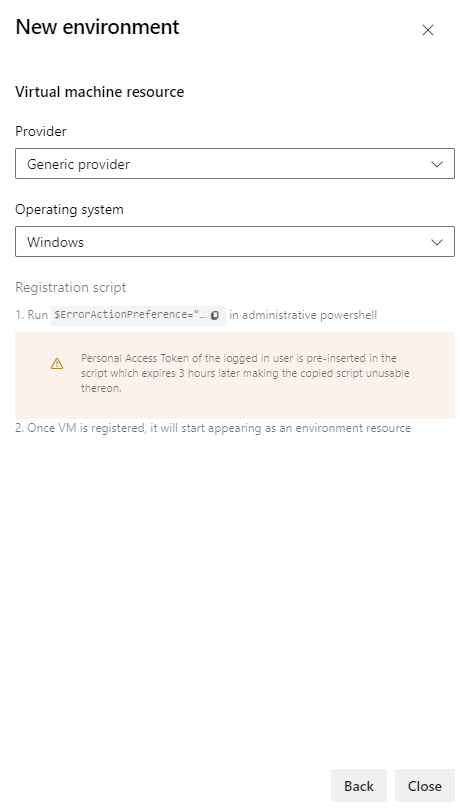 New environment
Virtual machine resource
Provider
Generic provider
Operating system
Windows
Registration script
1. Run $ErrorActionPreference="... in administrative powershell
Personal Access Token of the logged in user is pre-inserted in the
script which expires 3 hours later making the copied script unusable
thereon.
2. Once VM is registered, it will start appearing as an environment resource
Back Close